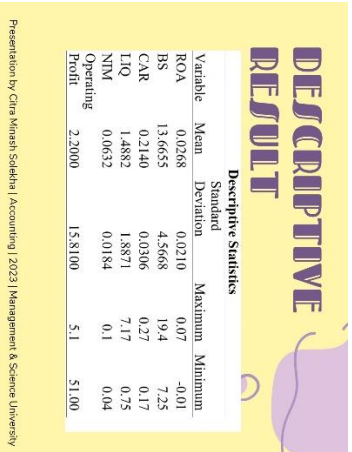 DESCRIPTIVE
RESULT
Descriptive Statistics
Standard
Variable Mean Deviation Maximum Minimum
ROA 0.0268 0.0210 0.07 -0.01
BS 13.6655 4.5668 19.4 7.25
CAR 0.2140 0.0306 0.27 0.17
LIQ 1.4882 1.8871 7.17 0.75
NIM 0.0632 0.0184 0.1 0.04
Operating
Profit 2.2000 15.8100 5.1 51.00
Presentation by Citra Minash Solekha | Accounting | 2023 | Management & Science University